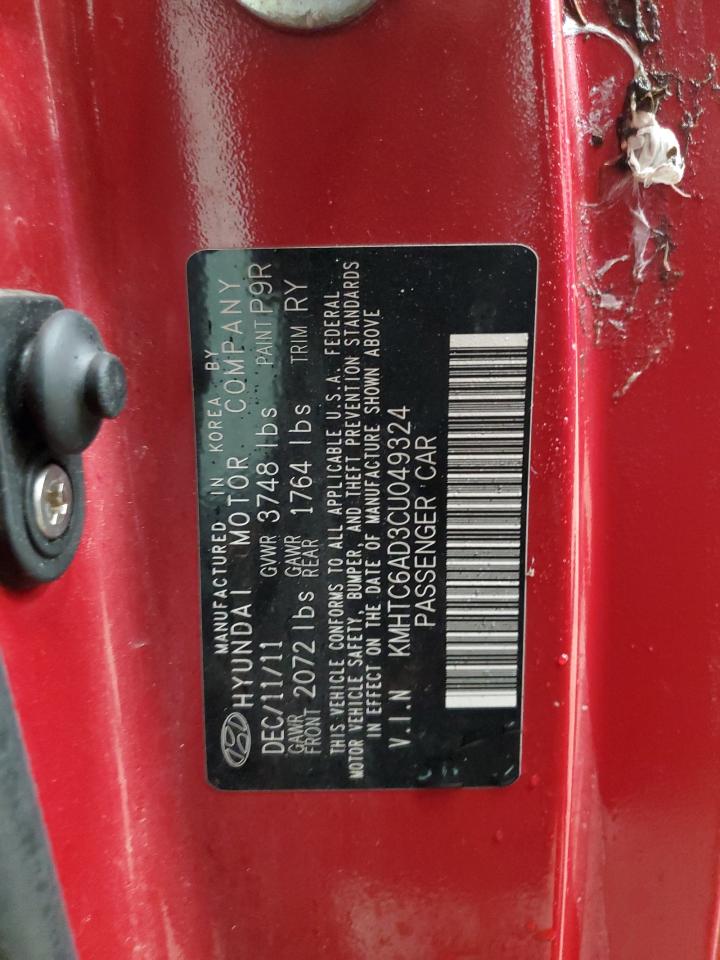 MANUFACTURED IN KOREA BY
HYUNDAI MOTOR COMPANY
DEC/11/11 GVWR 3748 lbs PAINT P9R
GAWR FRONT 2072 lbs GAWR REAR 1764 lbs TRIM RY
THIS VEHICLE CONFORMS TO ALL APPLICABLE U.S.A. FEDERAL
MOTOR VEHICLE SAFETY, BUMPER, AND THEFT PREVENTION STANDARDS
IN EFFECT ON THE DATE OF MANUFACTURE SHOWN ABOVE
V.I.N KMHTC6AD3CU049324
PASSENGER CAR